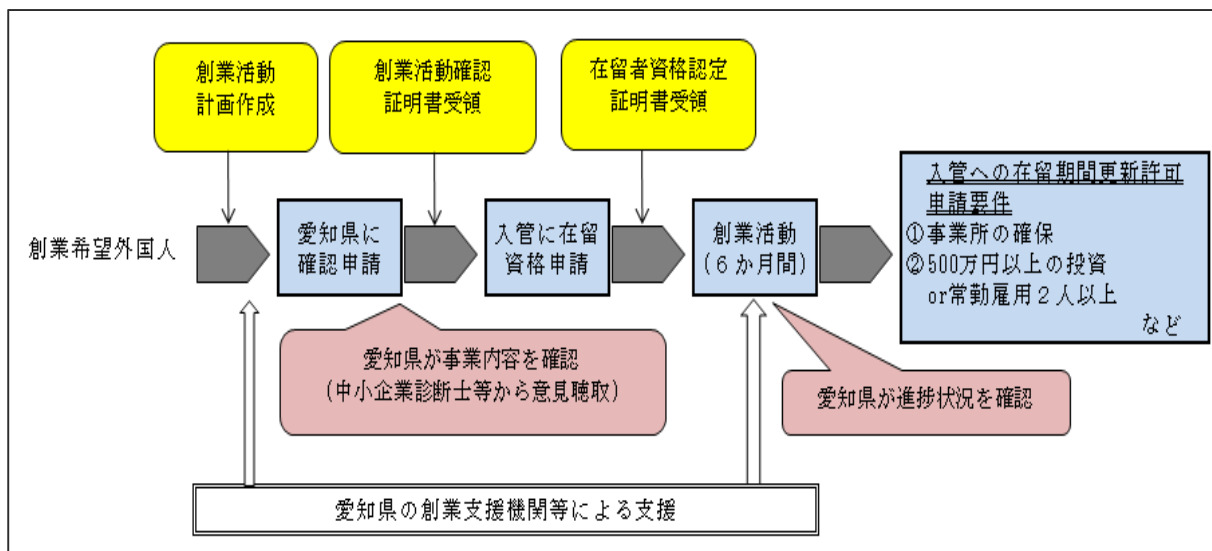 創業活動
計画作成
創業活動確認
証明書受領
在留者資格認定
証明書受領
創業希望外国人
愛知県に
確認申請
入管に在留
資格申請
創業活動
(6か月間)
入管への在留期間更新許可
申請要件
①事業所の確保
②500万円以上の投資
or常勤雇用2人以上
など
愛知県が事業内容を確認
(中小企業診断士等から意見聴取)
愛知県が進捗状況を確認
愛知県の創業支援機関等による支援